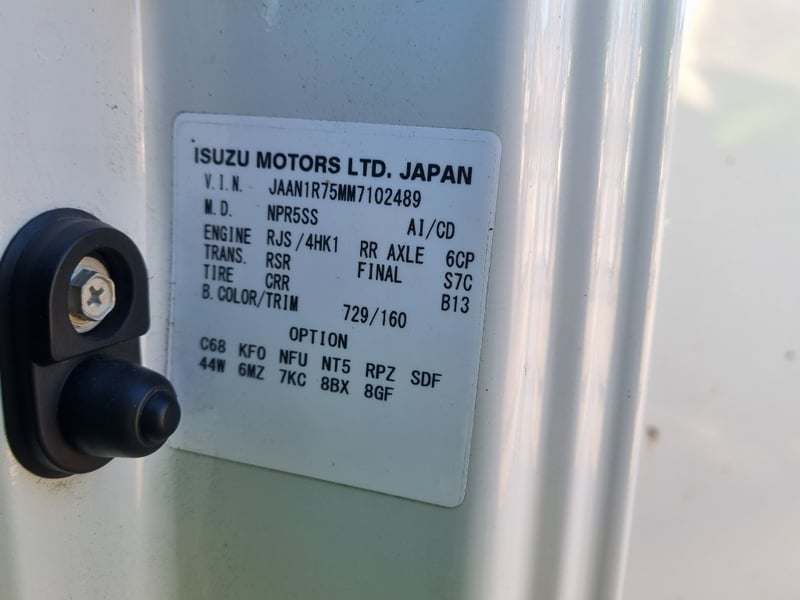 ISUZU MOTORS LTD. JAPAN
V.I.N. JAAN1R75MM7102489
M.D. NPR5SS AI/CD
ENGINE RJS/4HK1 RR AXLE 6CP
TRANS. RSR FINAL S7C
TIRE CRR B13
B.COLOR/TRIM 729/160
OPTION
C68 KFO NFU NT5 RPZ SDF
44W 6MZ 7KC 8BX 8GF